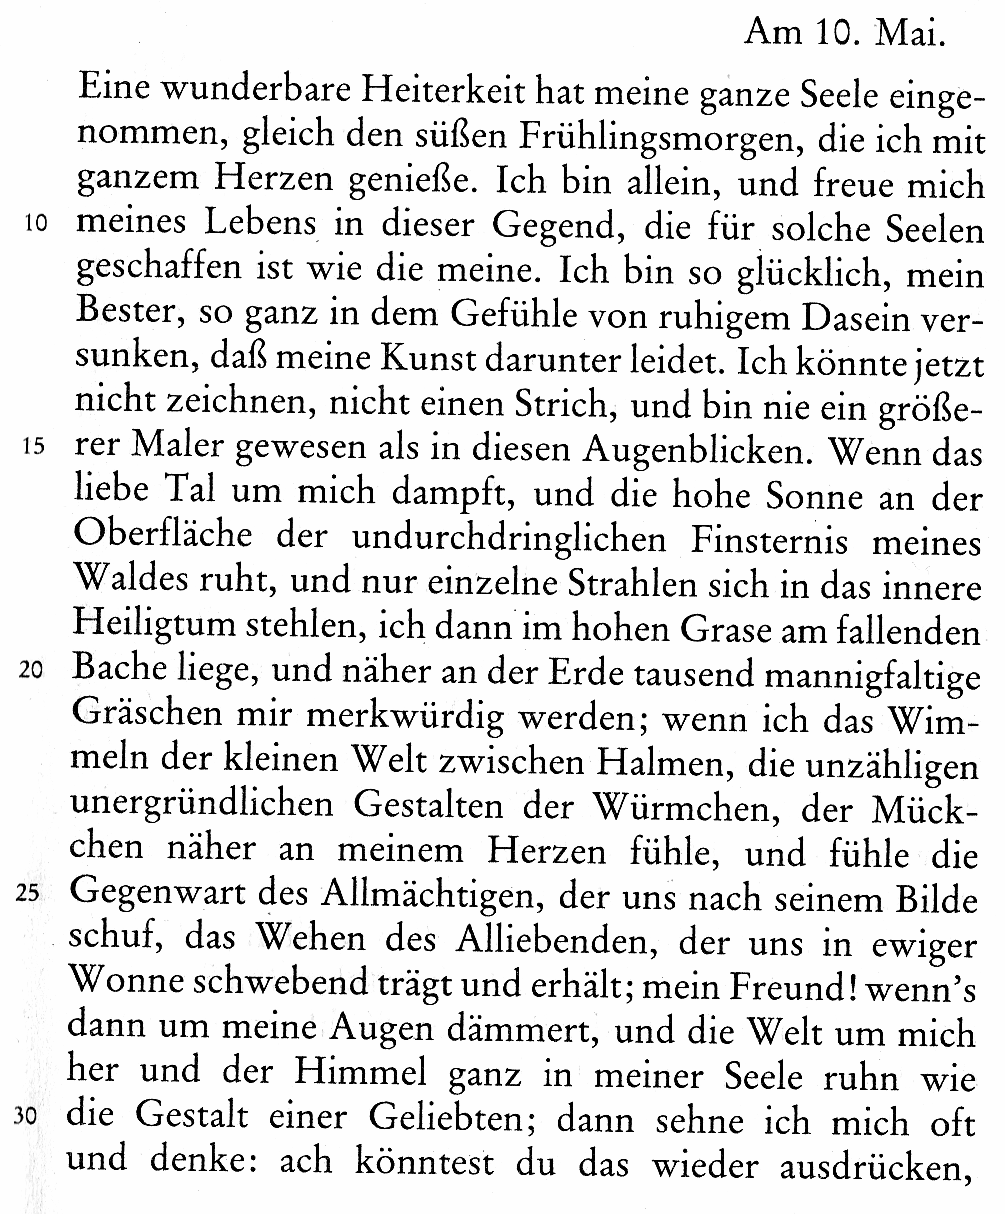 Am 10. Mai.
Eine wunderbare Heiterkeit hat meine ganze Seele einge-
nommen, gleich den süßen Frühlingsmorgen, die ich mit
ganzem Herzen genieße. Ich bin allein, und freue mich
10 meines Lebens in dieser Gegend, die für solche Seelen
geschaffen ist wie die meine. Ich bin so glücklich, mein
Bester, so ganz in dem Gefühle von ruhigem Dasein ver-
sunken, daß meine Kunst darunter leidet. Ich könnte jetzt
nicht zeichnen, nicht einen Strich, und bin nie ein größe-
15 rer Maler gewesen als in diesen Augenblicken. Wenn das
liebe Tal um mich dampft, und die hohe Sonne an der
Oberfläche der undurchdringlichen Finsternis meines
Waldes ruht, und nur einzelne Strahlen sich in das innere
Heiligtum stehlen, ich dann im hohen Grase am fallenden
20 Bache liege, und näher an der Erde tausend mannigfaltige
Gräschen mir merkwürdig werden; wenn ich das Wim-
meln der kleinen Welt zwischen Halmen, die unzähligen
unergründlichen Gestalten der Würmchen, der Mück-
chen näher an meinem Herzen fühle, und fühle die
25 Gegenwart des Allmächtigen, der uns nach seinem Bilde
schuf, das Wehen des Alliebenden, der uns in ewiger
Wonne schwebend trägt und erhält; mein Freund! wenn's
dann um meine Augen dämmert, und die Welt um mich
her und der Himmel ganz in meiner Seele ruhn wie
30 die Gestalt einer Geliebten; dann sehne ich mich oft
und denke: ach könntest du das wieder ausdrücken,